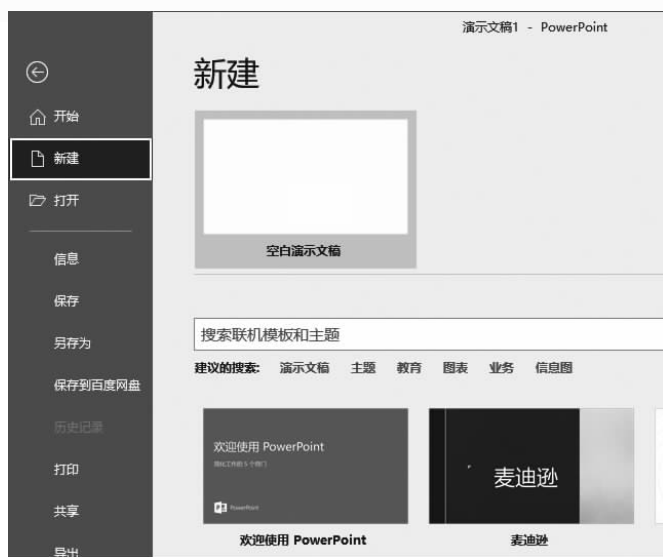 演示文稿1 - PowerPoint
新建
开始
新建
打开
信息
保存
另存为
保存到百度网盘
历史记录
打印
共享
导出
空白演示文稿
搜索联机模板和主题
建议的搜索: 演示文稿 主题 教育 图表 业务 信息图
欢迎使用 PowerPoint
PowerPoint
欢迎使用 PowerPoint
麦迪逊
麦迪逊